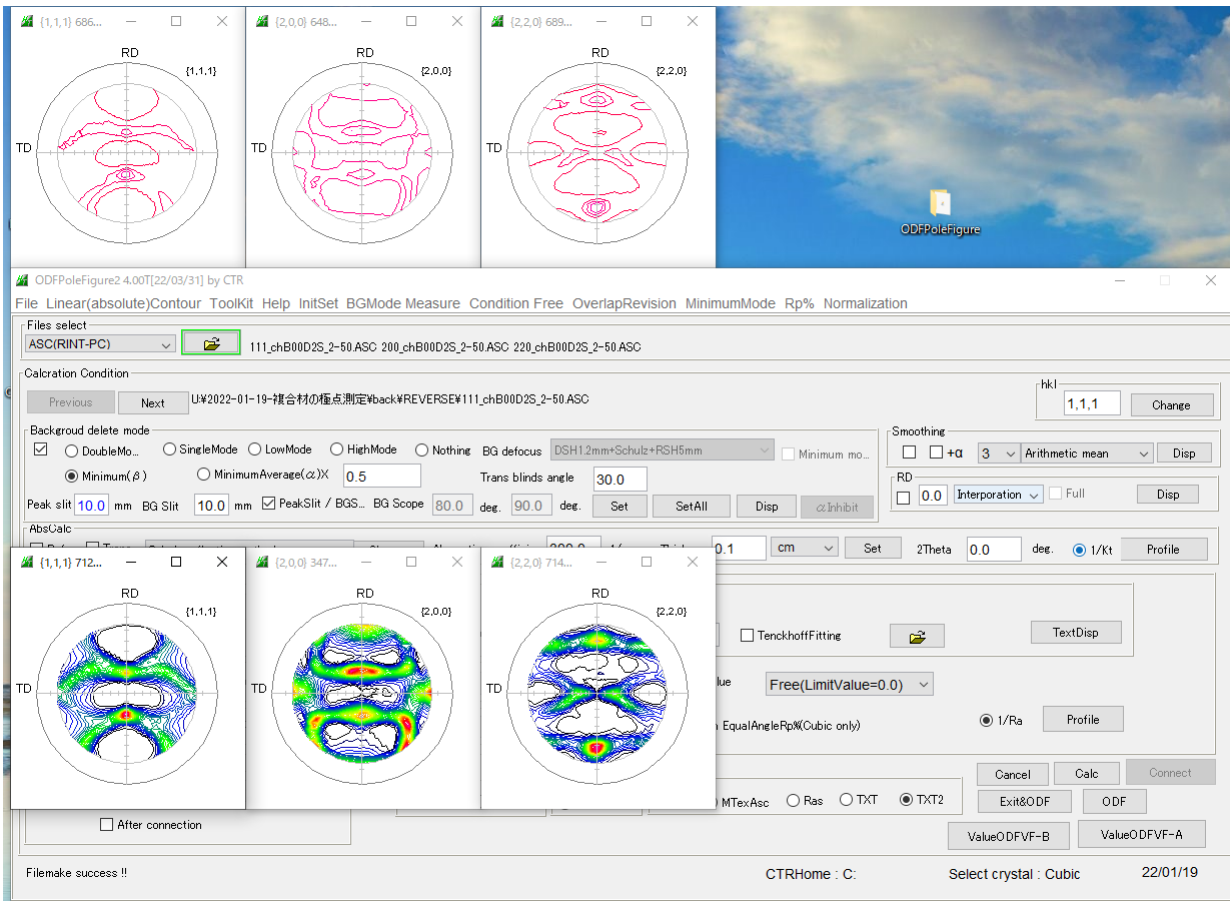 {1,1,1} 686...
{2,0,0} 648...
{2,2,0} 689...
RD
RD
RD
{1,1,1}
{2,0,0}
{2,2,0}
TD
TD
TD
ODFPoleFigure
ODFPoleFigure2 4.00T[22/03/31] by CTR
File Linear(absolute)Contour ToolKit Help InitSet BGMode Measure Condition Free OverlapRevision MinimumMode Rp% Normalization
Files select
ASC(RINT-PC)
111_chB00D2S_2-50.ASC 200_chB00D2S_2-50.ASC 220_chB00D2S_2-50.ASC
Calcration Condition
Previous Next U:¥2022-01-19-複合材の極点測定¥back¥REVERSE¥111_chB00D2S_2-50.ASC
hkl
1,1,1 Change
Backgroud delete mode
DoubleMo... SingleMode LowMode HighMode Nothing BG defocus DSH1.2mm+Schulz+RSH5mm Minimum mo...
Minimum(β) MinimumAverage(α)X 0.5 Trans blinds angle 30.0
Peak slit 10.0 mm BG Slit 10.0 mm PeakSlit / BGS... BG Scope 80.0 deg. 90.0 deg. Set SetAll Disp αInhibit
Smoothing
+α 3 Arithmetic mean Disp
RD
0.0 Interporation Full Disp
AbsCalc
0.1 cm Set 2Theta 0.0 deg. 1/Kt Profile
{1,1,1} 712...
{2,0,0} 347...
{2,2,0} 714...
RD
RD
RD
{1,1,1}
{2,0,0}
{2,2,0}
TD
TD
TD
TenckhoffFitting TextDisp
Free(LimitValue=0.0)
EqualAngleRp%(Cubic only) 1/Ra Profile
Cancel Calc Connect
MTexAsc Ras TXT TXT2 Exit&ODF ODF
After connection
ValueODFVF-B ValueODFVF-A
Filemake success !!
CTRHome : C: Select crystal : Cubic 22/01/19